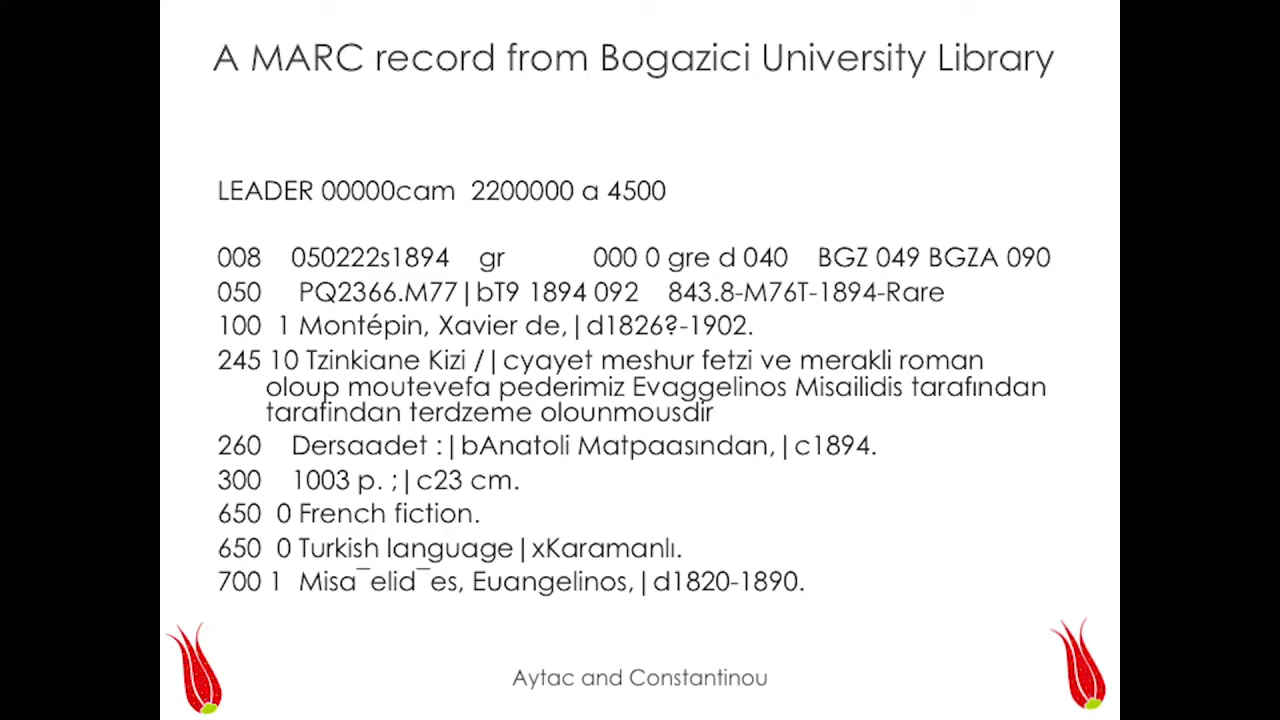 A MARC record from Bogazici University Library
LEADER 00000cam  2200000 a 4500
008    050222s1894    gr            000 0 gre d 040    BGZ 049 BGZA 090
050     PQ2366.M77|bT9 1894 092    843.8-M76T-1894-Rare
100  1 Montépin, Xavier de,|d1826?-1902.
245 10 Tzinkiane Kizi /|cyayet meshur fetzi ve merakli roman
oloup moutevefa pederimiz Evaggelinos Misailidis tarafından
tarafindan terdzeme olounmousdir
260    Dersaadet :|bAnatoli Matpaasından,|c1894.
300    1003 p. ;|c23 cm.
650  0 French fiction.
650  0 Turkish language|xKaramanlı.
700 1  Misa¯elid¯es, Euangelinos,|d1820-1890.
Aytac and Constantinou